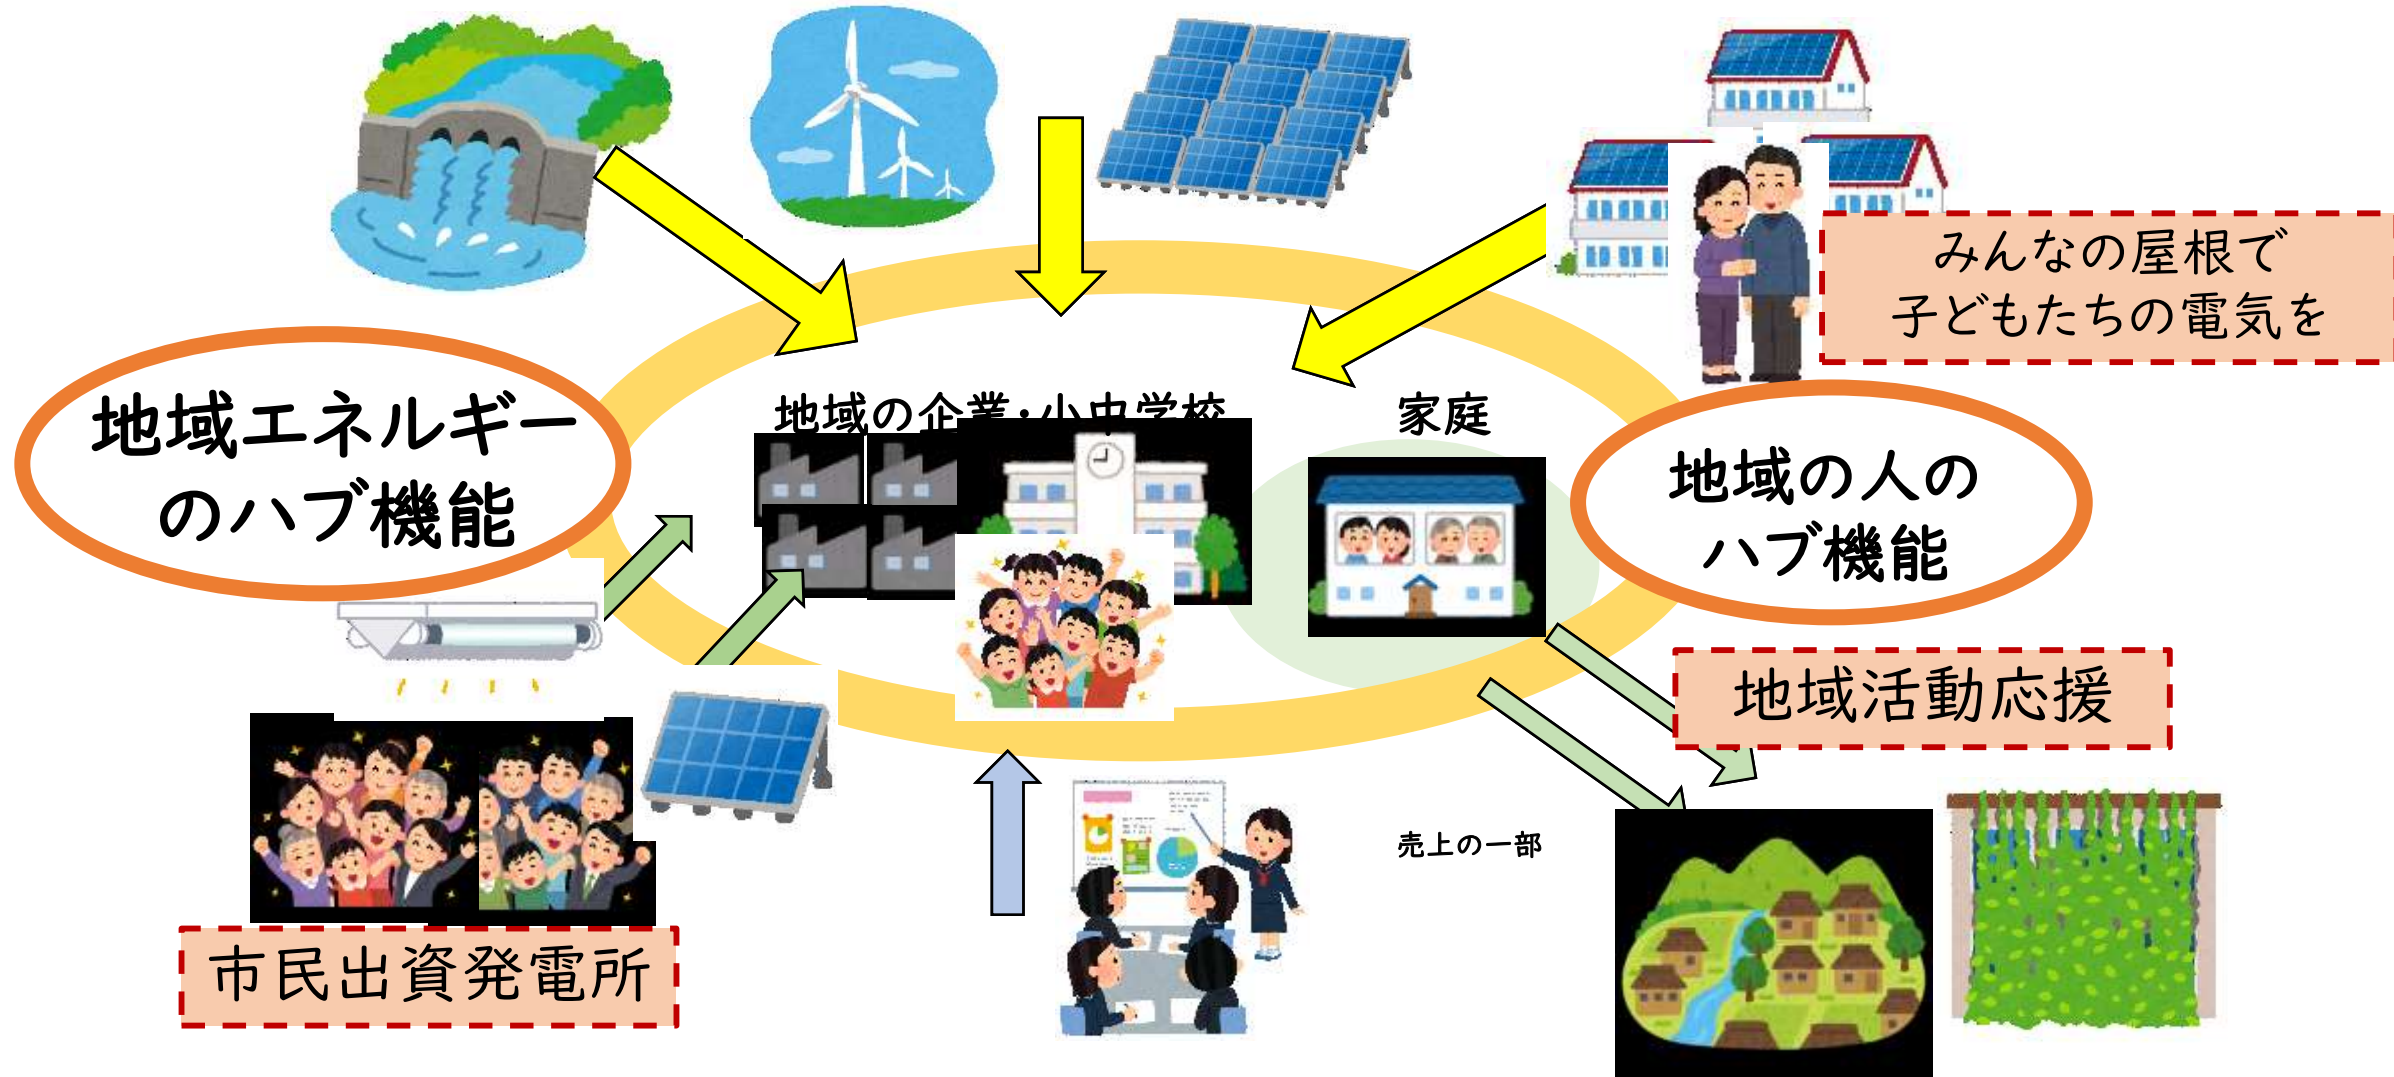 みんなの屋根で
子どもたちの電気を
地域エネルギー
のハブ機能
地域の企業・小中学校
家庭
地域の人の
ハブ機能
地域活動応援
売上の一部
市民出資発電所